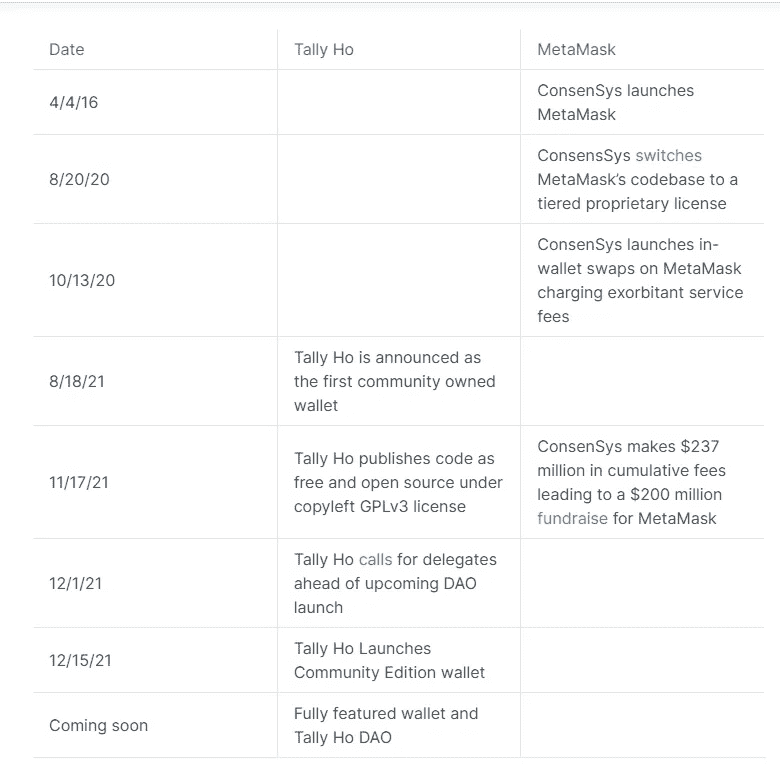 Date
Tally Ho
MetaMask
4/4/16
ConsenSys launches
MetaMask
8/20/20
ConsensSys switches
MetaMask's codebase to a
tiered proprietary license
10/13/20
ConsenSys launches in-
wallet swaps on MetaMask
charging exorbitant service
fees
8/18/21
Tally Ho is announced as
the first community owned
wallet
11/17/21
Tally Ho publishes code as
free and open source under
copyleft GPLv3 license
ConsenSys makes $237
million in cumulative fees
leading to a $200 million
fundraise for MetaMask
12/1/21
Tally Ho calls for delegates
ahead of upcoming DAO
launch
12/15/21
Tally Ho Launches
Community Edition wallet
Coming soon
Fully featured wallet and
Tally Ho DAO